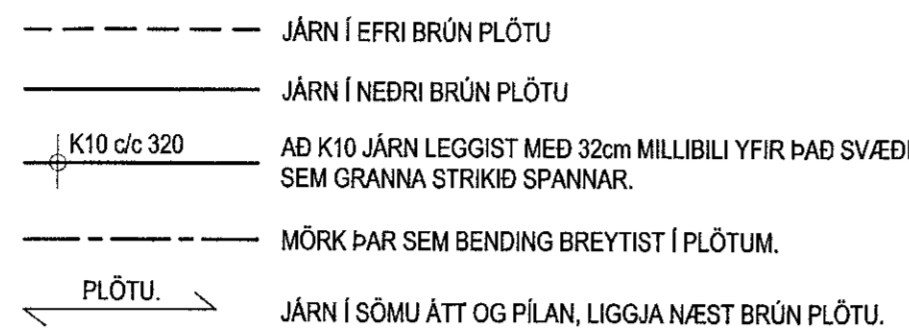 JÁRN Í EFRI BRÚN PLÖTU
JÁRN Í NEÐRI BRÚN PLÖTU
K10 c/c 320
AÐ K10 JÁRN LEGGIST MEÐ 32cm MILLIBILI YFIR ÞAÐ SVÆÐI
SEM GRANNA STRIKIÐ SPANNAR.
MÖRK ÞAR SEM BENDING BREYTIST Í PLÖTUM.
PLÖTU.
JÁRN Í SÖMU ÁTT OG PÍLAN, LIGGJA NÆST BRÚN PLÖTU.